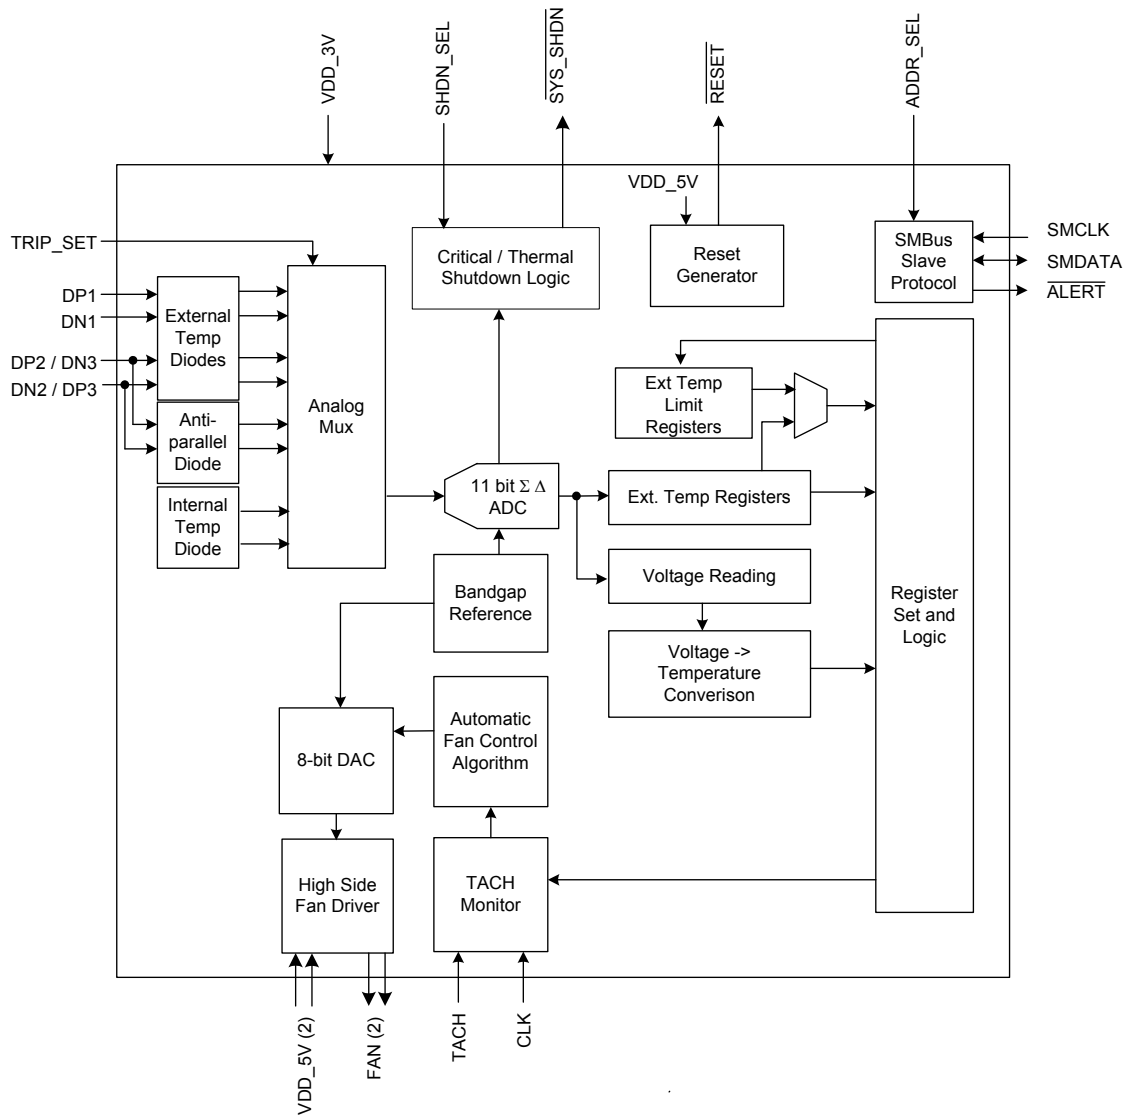 VDD_3V
SHDN_SEL
SYS_SHDN
RESET
ADDR_SEL
VDD_5V
TRIP_SET
DP1
DN1
DP2 / DN3
DN2 / DP3
External
Temp
Diodes
Anti-
parallel
Diode
Internal
Temp
Diode
Analog
Mux
Critical / Thermal
Shutdown Logic
Reset
Generator
SMBus
Slave
Protocol
SMCLK
SMDATA
ALERT
Ext Temp
Limit
Registers
11 bit Σ Δ
ADC
Ext. Temp Registers
Bandgap
Reference
Voltage Reading
Voltage ->
Temperature
Converison
Register
Set and
Logic
8-bit DAC
Automatic
Fan Control
Algorithm
High Side
Fan Driver
TACH
Monitor
VDD_5V (2)
FAN (2)
TACH
CLK